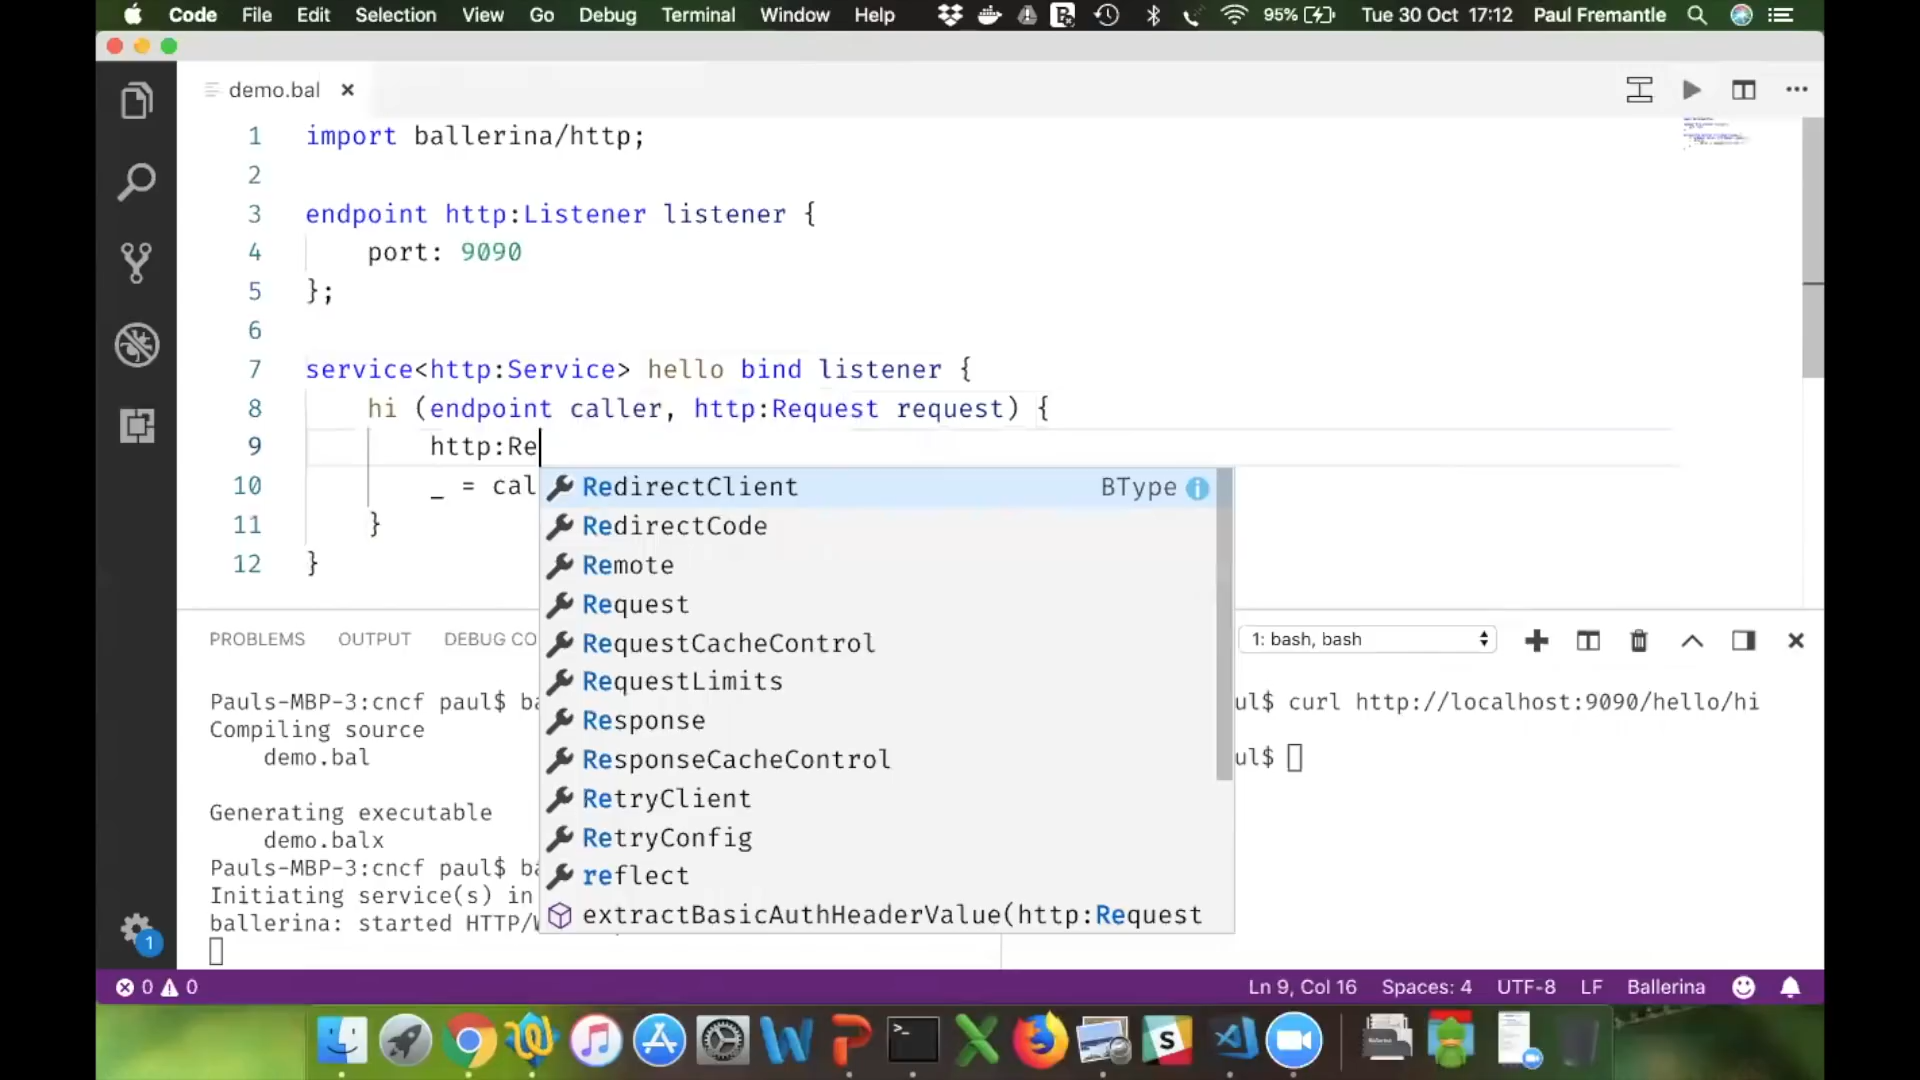 Code File Edit Selection View Go Debug Terminal Window Help 95% Tue 30 Oct 17:12 Paul Fremantle
demo.bal
1 import ballerina/http;
2
3 endpoint http:Listener listener {
4 port: 9090
5 };
6
7 service<http:Service> hello bind listener {
8 hi (endpoint caller, http:Request request) {
9 http:Re
10 _ = cal
11 }
12 }
RedirectClient BType
RedirectCode
Remote
Request
RequestCacheControl
RequestLimits
Response
ResponseCacheControl
RetryClient
RetryConfig
reflect
extractBasicAuthHeaderValue(http:Request
PROBLEMS OUTPUT DEBUG CO 1: bash, bash
Pauls-MBP-3:cncf paul$ ba
Compiling source
demo.bal
Generating executable
demo.balx
Pauls-MBP-3:cncf paul$ ba
Initiating service(s) in
ballerina: started HTTP/W
ul$ curl http://localhost:9090/hello/hi
ul$
1
0 0 Ln 9, Col 16 Spaces: 4 UTF-8 LF Ballerina